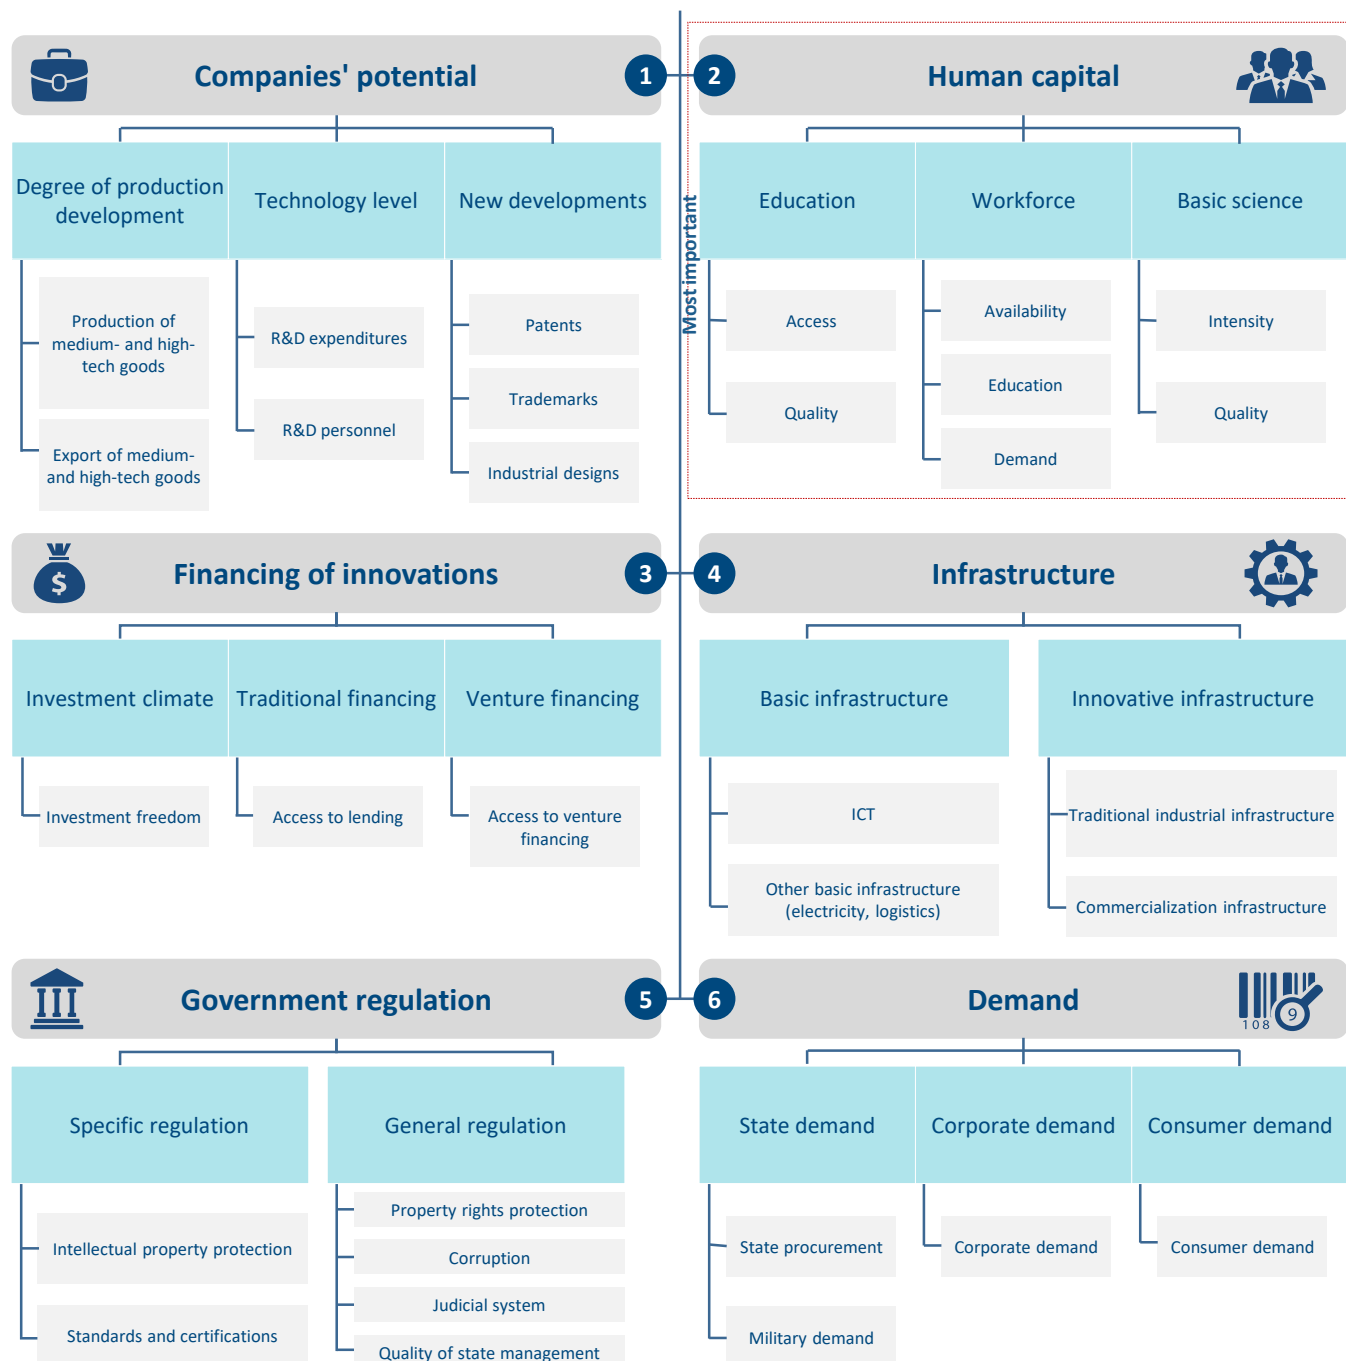 Companies' potential
1
2
Human capital
Degree of production
development
Technology level
New developments
Production of
medium- and high-
tech goods
Export of medium-
and high-tech goods
R&D expenditures
R&D personnel
Patents
Trademarks
Industrial designs
Most important
Education
Workforce
Basic science
Access
Quality
Availability
Education
Demand
Intensity
Quality
$
Financing of innovations
3
4
Infrastructure
Investment climate
Traditional financing
Venture financing
Investment freedom
Access to lending
Access to venture
financing
Basic infrastructure
Innovative infrastructure
ICT
Other basic infrastructure
(electricity, logistics)
Traditional industrial infrastructure
Commercialization infrastructure
Government regulation
5
6
Demand
108
9
Specific regulation
General regulation
Intellectual property protection
Standards and certifications
Property rights protection
Corruption
Judicial system
Quality of state management
State demand
Corporate demand
Consumer demand
State procurement
Military demand
Corporate demand
Consumer demand